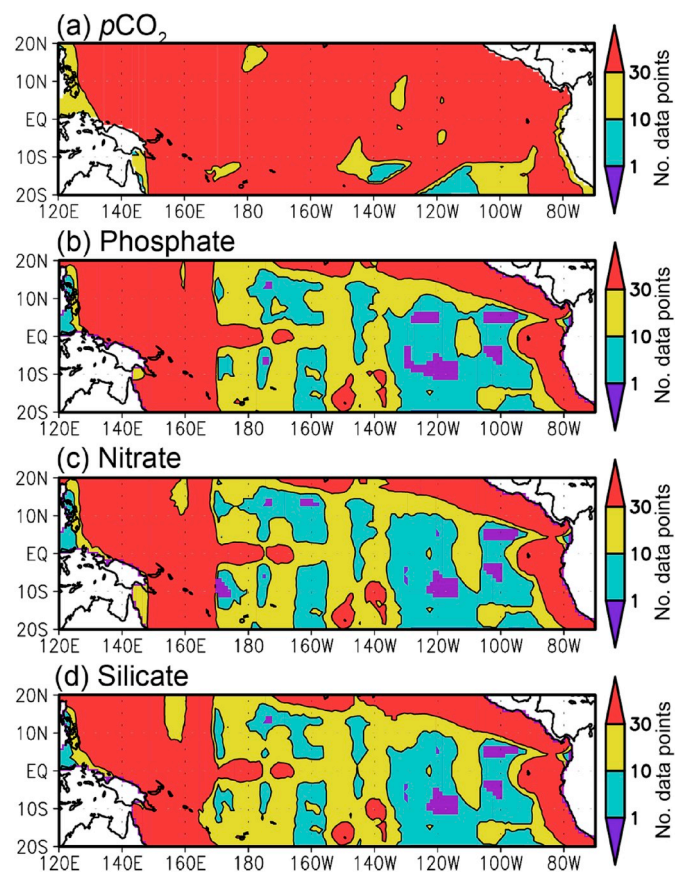 (a) pCO₂
20N
10N
EQ
10S
20S
120E 140E 160E 180 160W 140W 120W 100W 80W
30
10
1
No. data points
(b) Phosphate
20N
10N
EQ
10S
20S
120E 140E 160E 180 160W 140W 120W 100W 80W
30
10
1
No. data points
(c) Nitrate
20N
10N
EQ
10S
20S
120E 140E 160E 180 160W 140W 120W 100W 80W
30
10
1
No. data points
(d) Silicate
20N
10N
EQ
10S
20S
120E 140E 160E 180 160W 140W 120W 100W 80W
30
10
1
No. data points